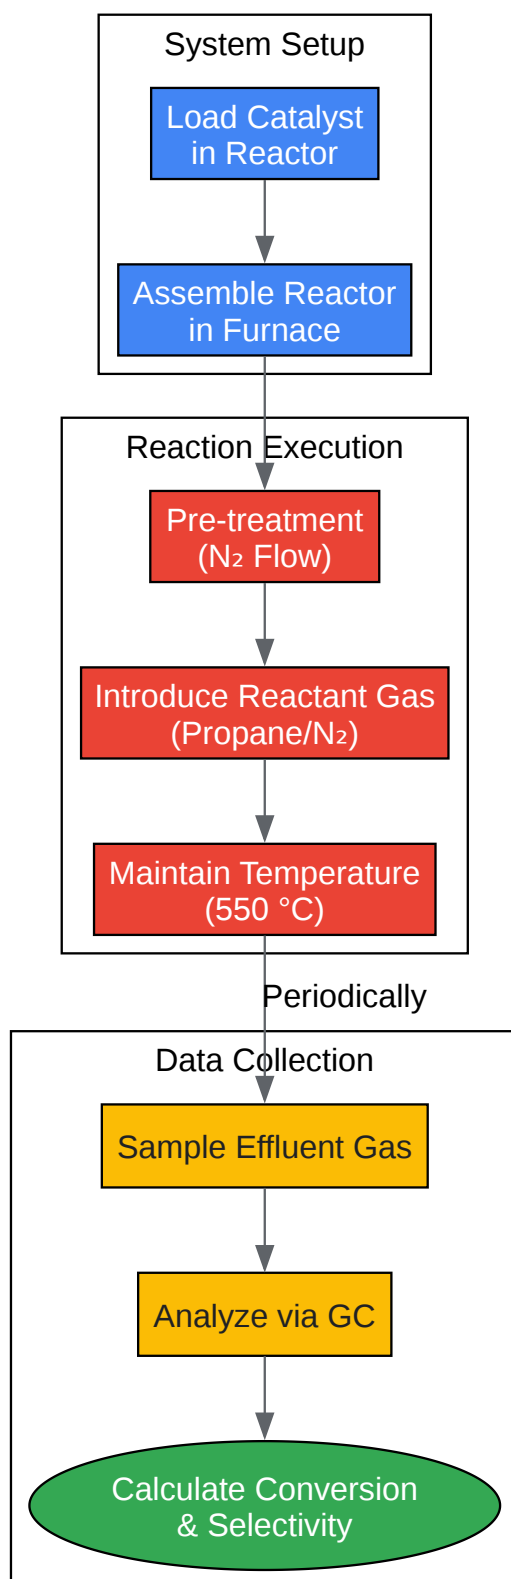 System Setup
Load Catalyst
in Reactor
Assemble Reactor
in Furnace
Reaction Execution
Pre-treatment
(N₂ Flow)
Introduce Reactant Gas
(Propane/N₂)
Maintain Temperature
(550 °C)
Periodically
Data Collection
Sample Effluent Gas
Analyze via GC
Calculate Conversion
& Selectivity